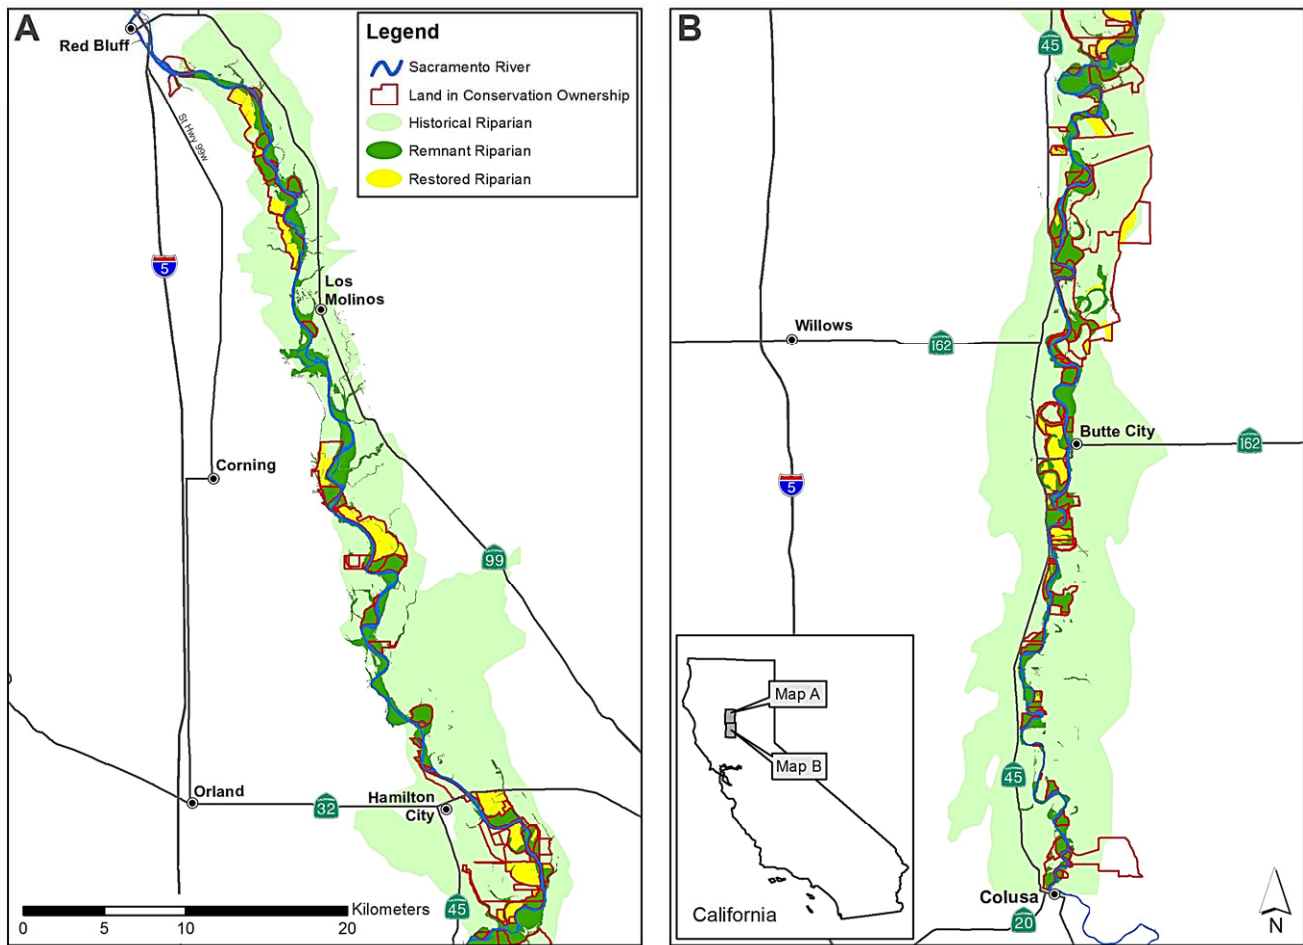 A
Red Bluff
Legend
Sacramento River
Land in Conservation Ownership
Historical Riparian
Remnant Riparian
Restored Riparian
St Hwy 99w
5
Los
Molinos
Corning
99
Orland
32
Hamilton
City
45
Kilometers
0 5 10 20
B
45
Willows
162
Butte City
162
5
Map A
Map B
California
45
Colusa
20
N